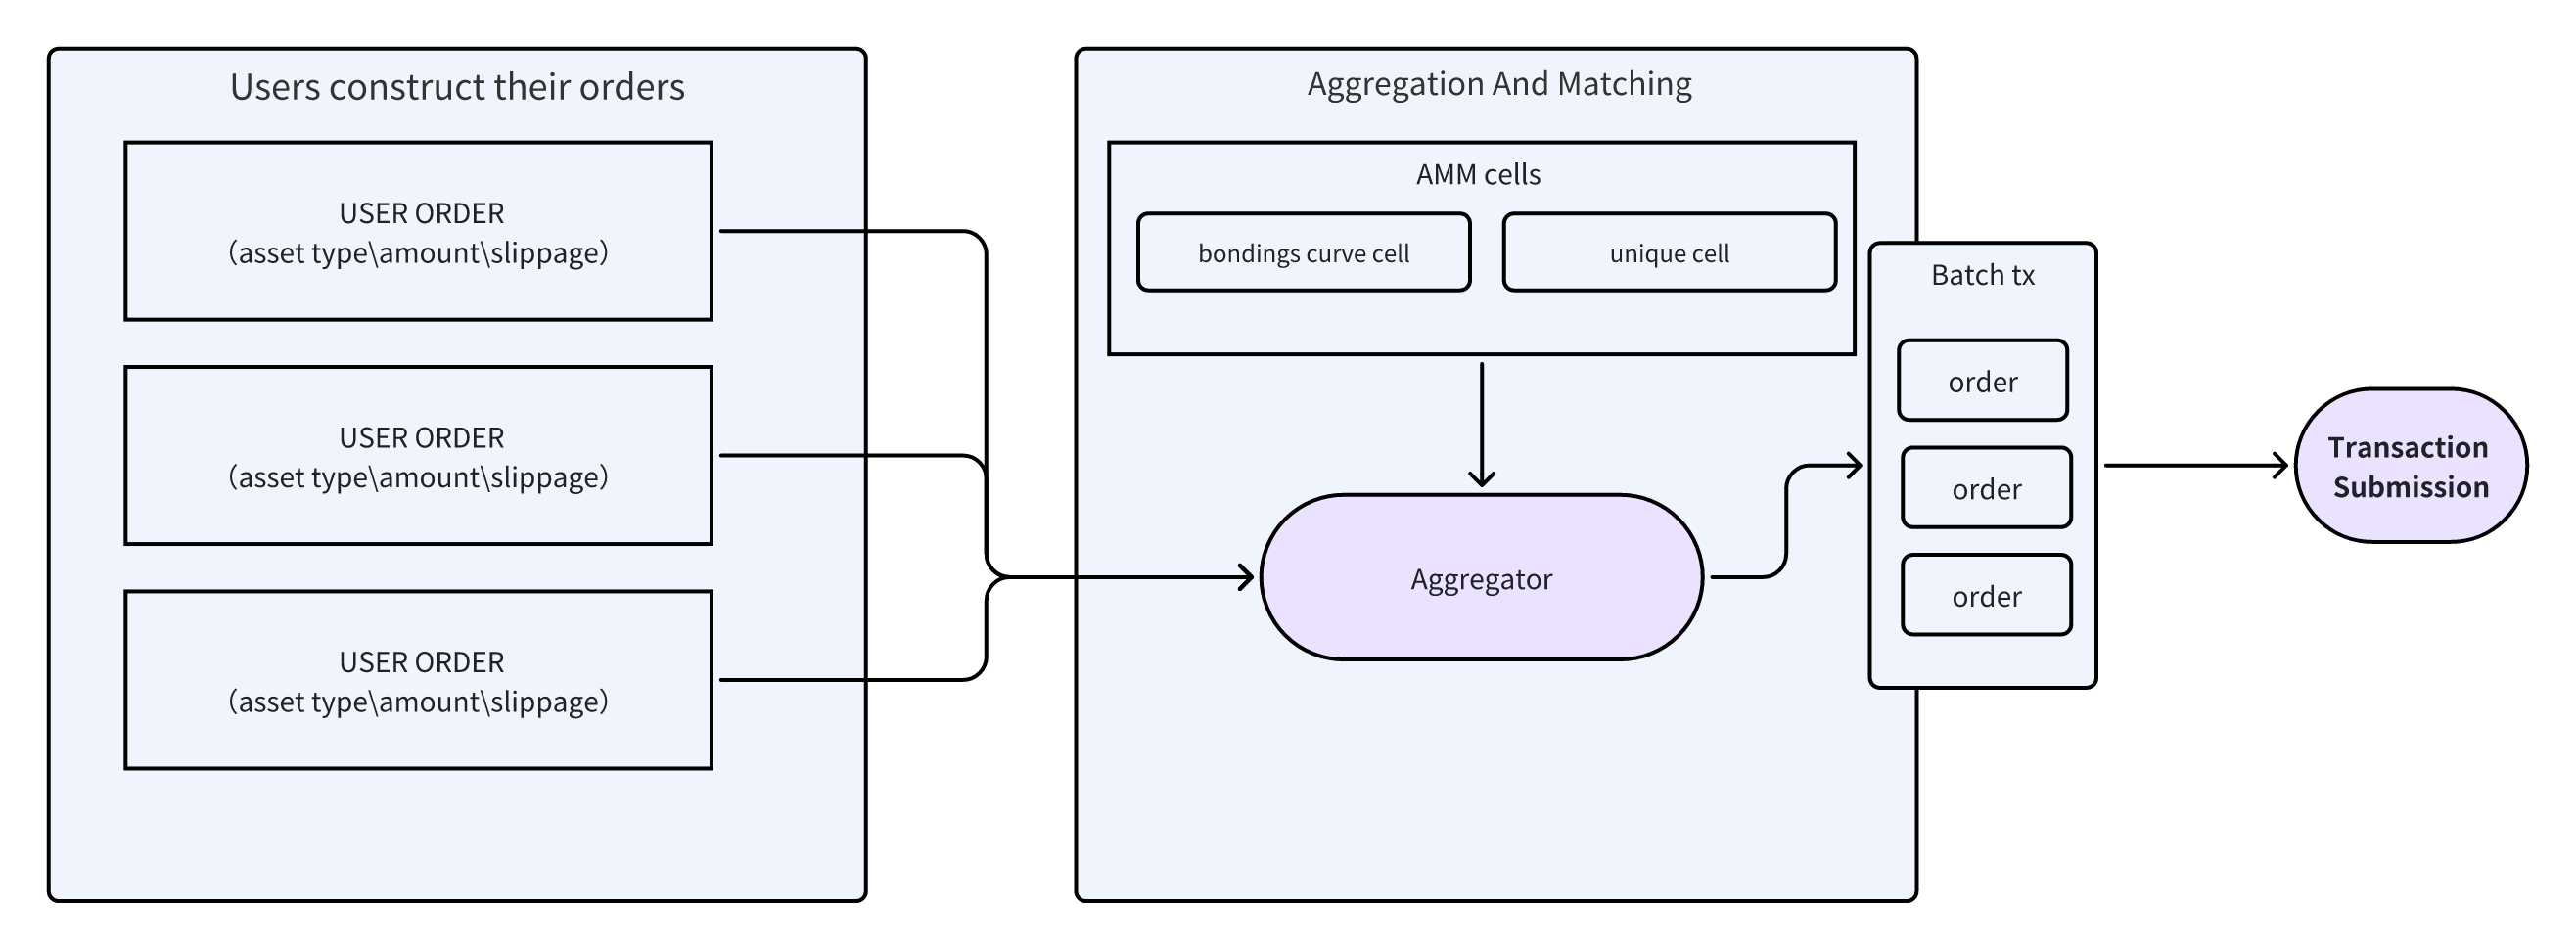 Users construct their orders
USER ORDER
（asset type\amount\slippage）
USER ORDER
（asset type\amount\slippage）
USER ORDER
（asset type\amount\slippage）
Aggregation And Matching
AMM cells
bondings curve cell
unique cell
Aggregator
Batch tx
order
order
order
Transaction
Submission